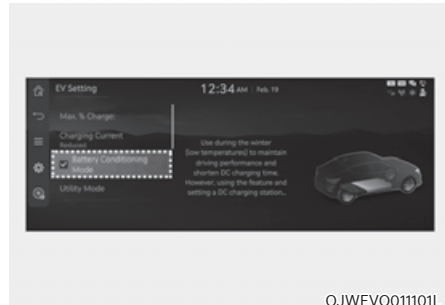 EV Setting
12:34 AM Feb. 19
Max. % Charge:
Charging Current
Reduced
Battery Conditioning
Mode
Utility Mode
Use during the winter
(low temperatures) to maintain
driving performance and
shorten DC charging time.
However, using the feature and
setting a DC charging station...
OJWEVQ011101L